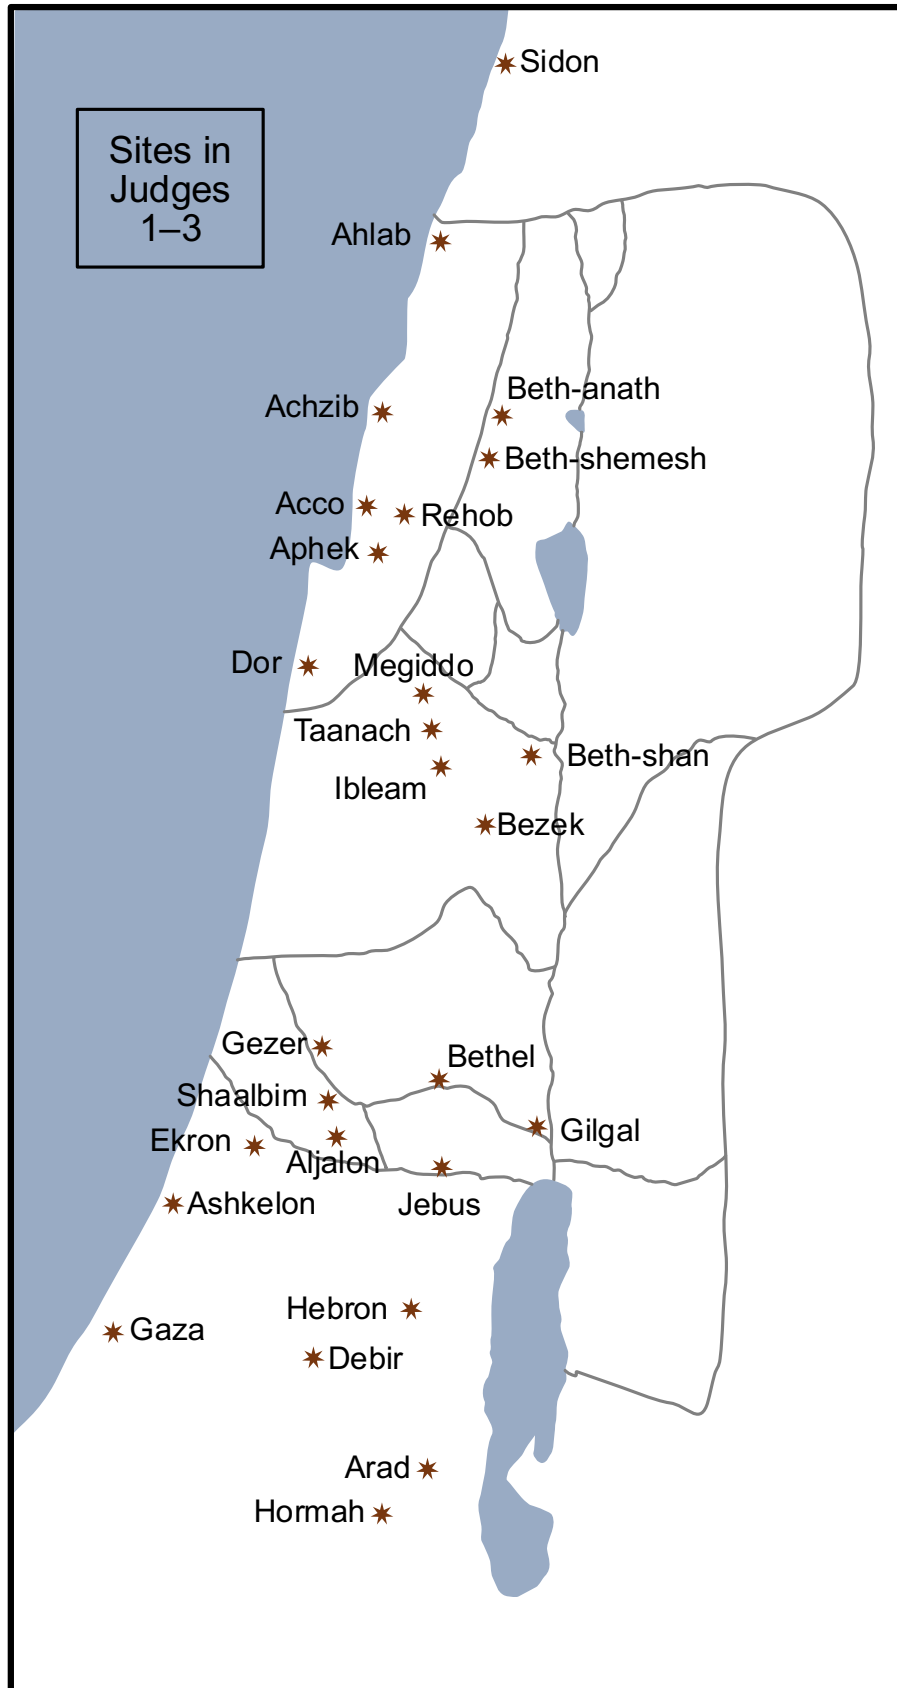 Sidon
Sites in
Judges
1–3
Ahlab
Beth-anath
Achzib
Beth-shemesh
Acco
Rehob
Aphek
Dor
Megiddo
Taanach
Beth-shan
Ibleam
Bezek
Gezer
Bethel
Shaalbim
Gilgal
Ekron
Aljalon
Ashkelon
Jebus
Hebron
Gaza
Debir
Arad
Hormah